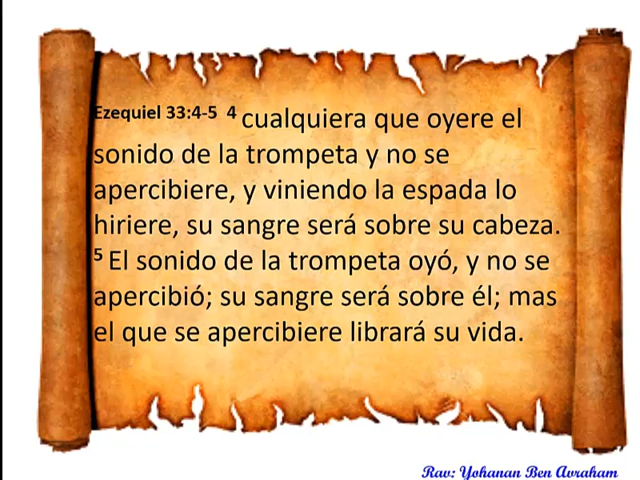 Ezequiel 33:4-5 4 cualquiera que oyere el
sonido de la trompeta y no se
apercibiere, y viniendo la espada lo
hiriere, su sangre será sobre su cabeza.
5 El sonido de la trompeta oyó, y no se
apercibió; su sangre será sobre él; mas
el que se apercibiere librará su vida.
Rav: Yohanan Ben Avraham